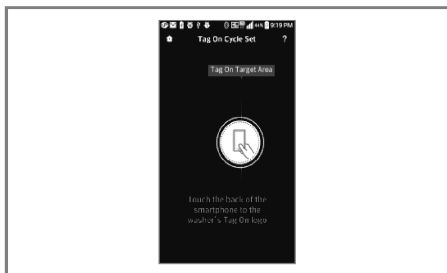 44% 9:19 PM
Tag On Cycle Set ?
Tag On Target Area
Touch the back of the
smartphone to the
washer's Tag On logo